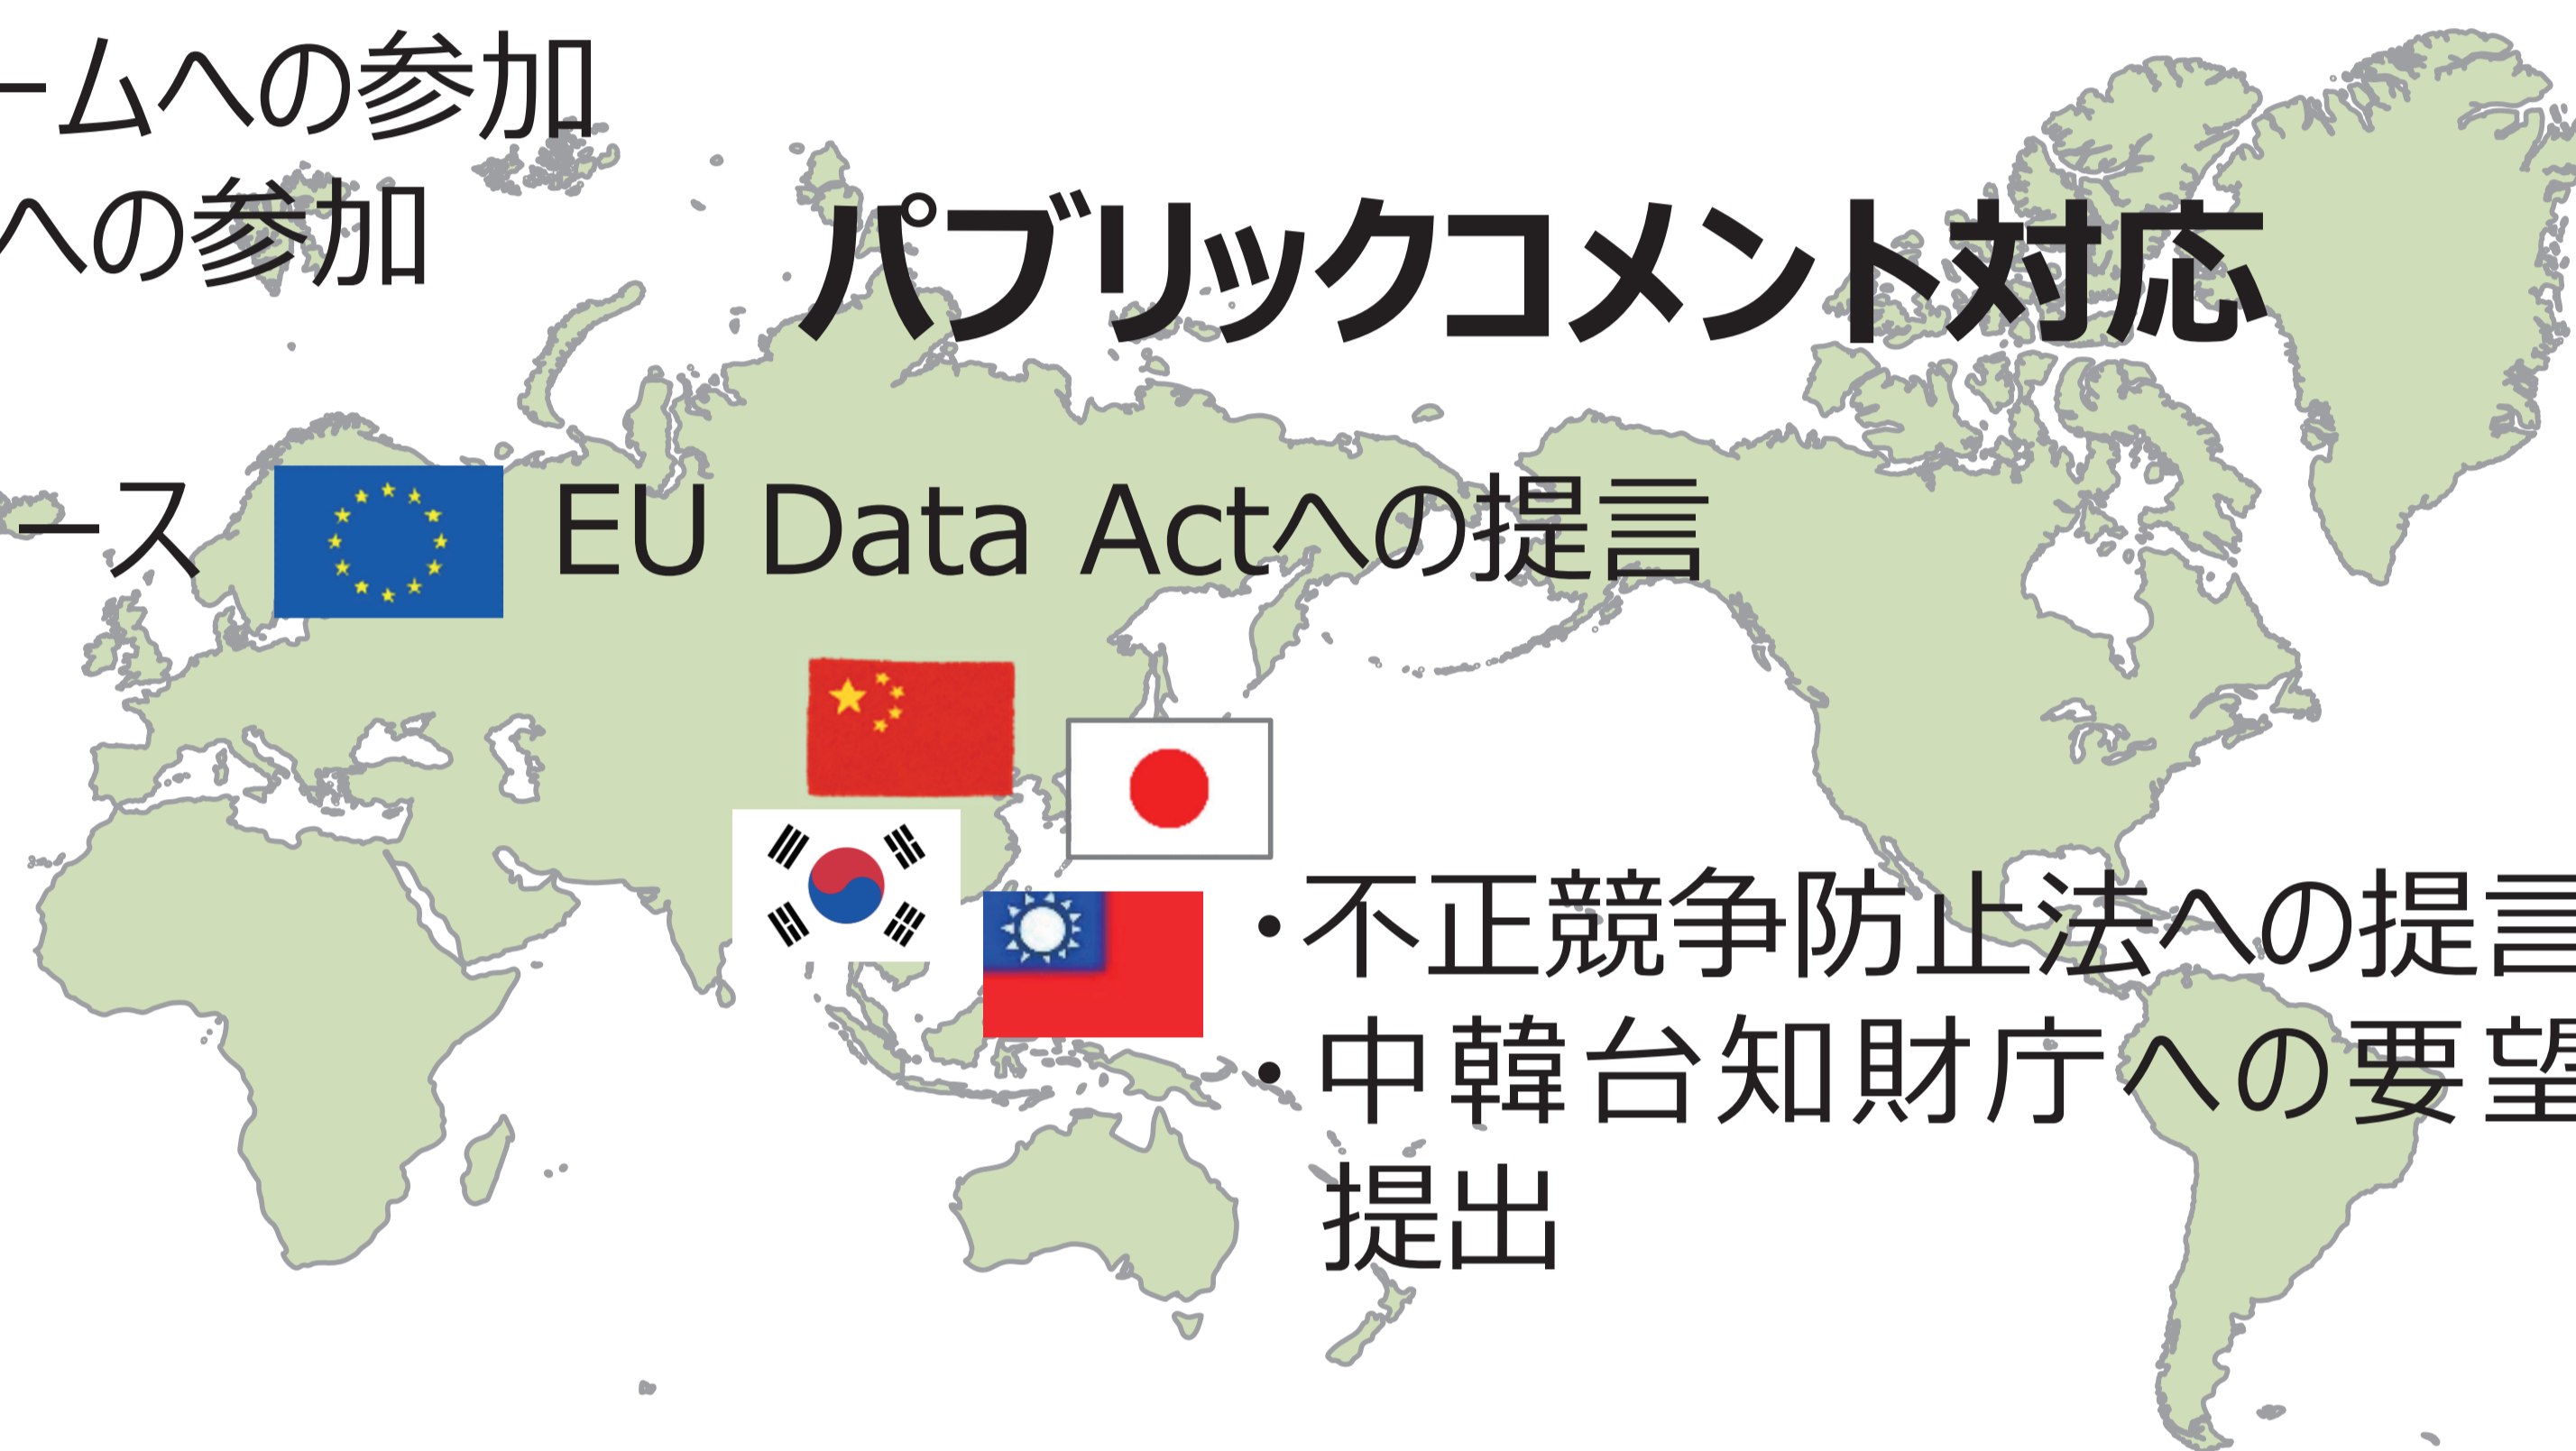 ームへの参加
への参加
パブリックコメント対応
ース
EU Data Actへの提言
・不正競争防止法への提言
・中韓台知財庁への要望
提出